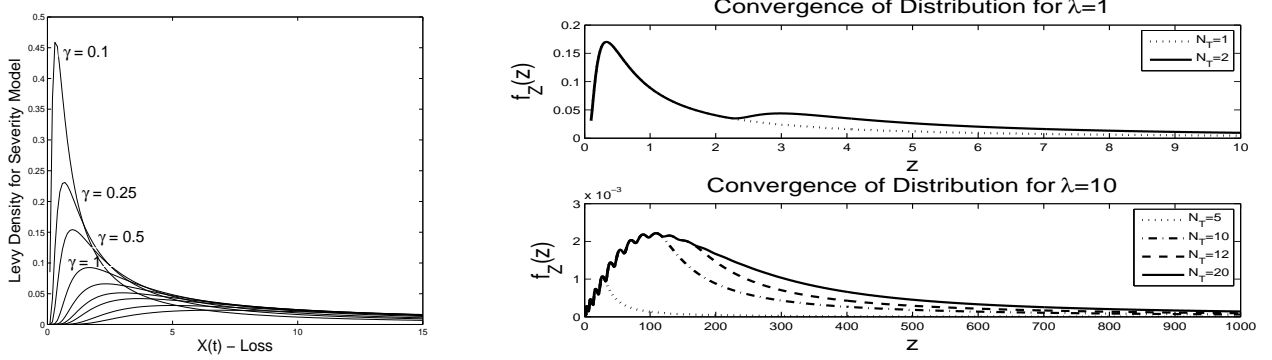 Levy Density for Severity Model
0.5
0.45
0.4
0.35
0.3
0.25
0.2
0.15
0.1
0.05
0
γ = 0.1
γ = 0.25
γ = 0.5
γ = 1
0 5 10 15
X(t) – Loss
Convergence of Distribution for λ=1
f_Z(z)
0.2
0.15
0.1
0.05
0
N_T=1
N_T=2
0 1 2 3 4 5 6 7 8 9 10
z
Convergence of Distribution for λ=10
x 10⁻³
f_Z(z)
3
2
1
0
N_T=5
N_T=10
N_T=12
N_T=20
0 100 200 300 400 500 600 700 800 900 1000
z